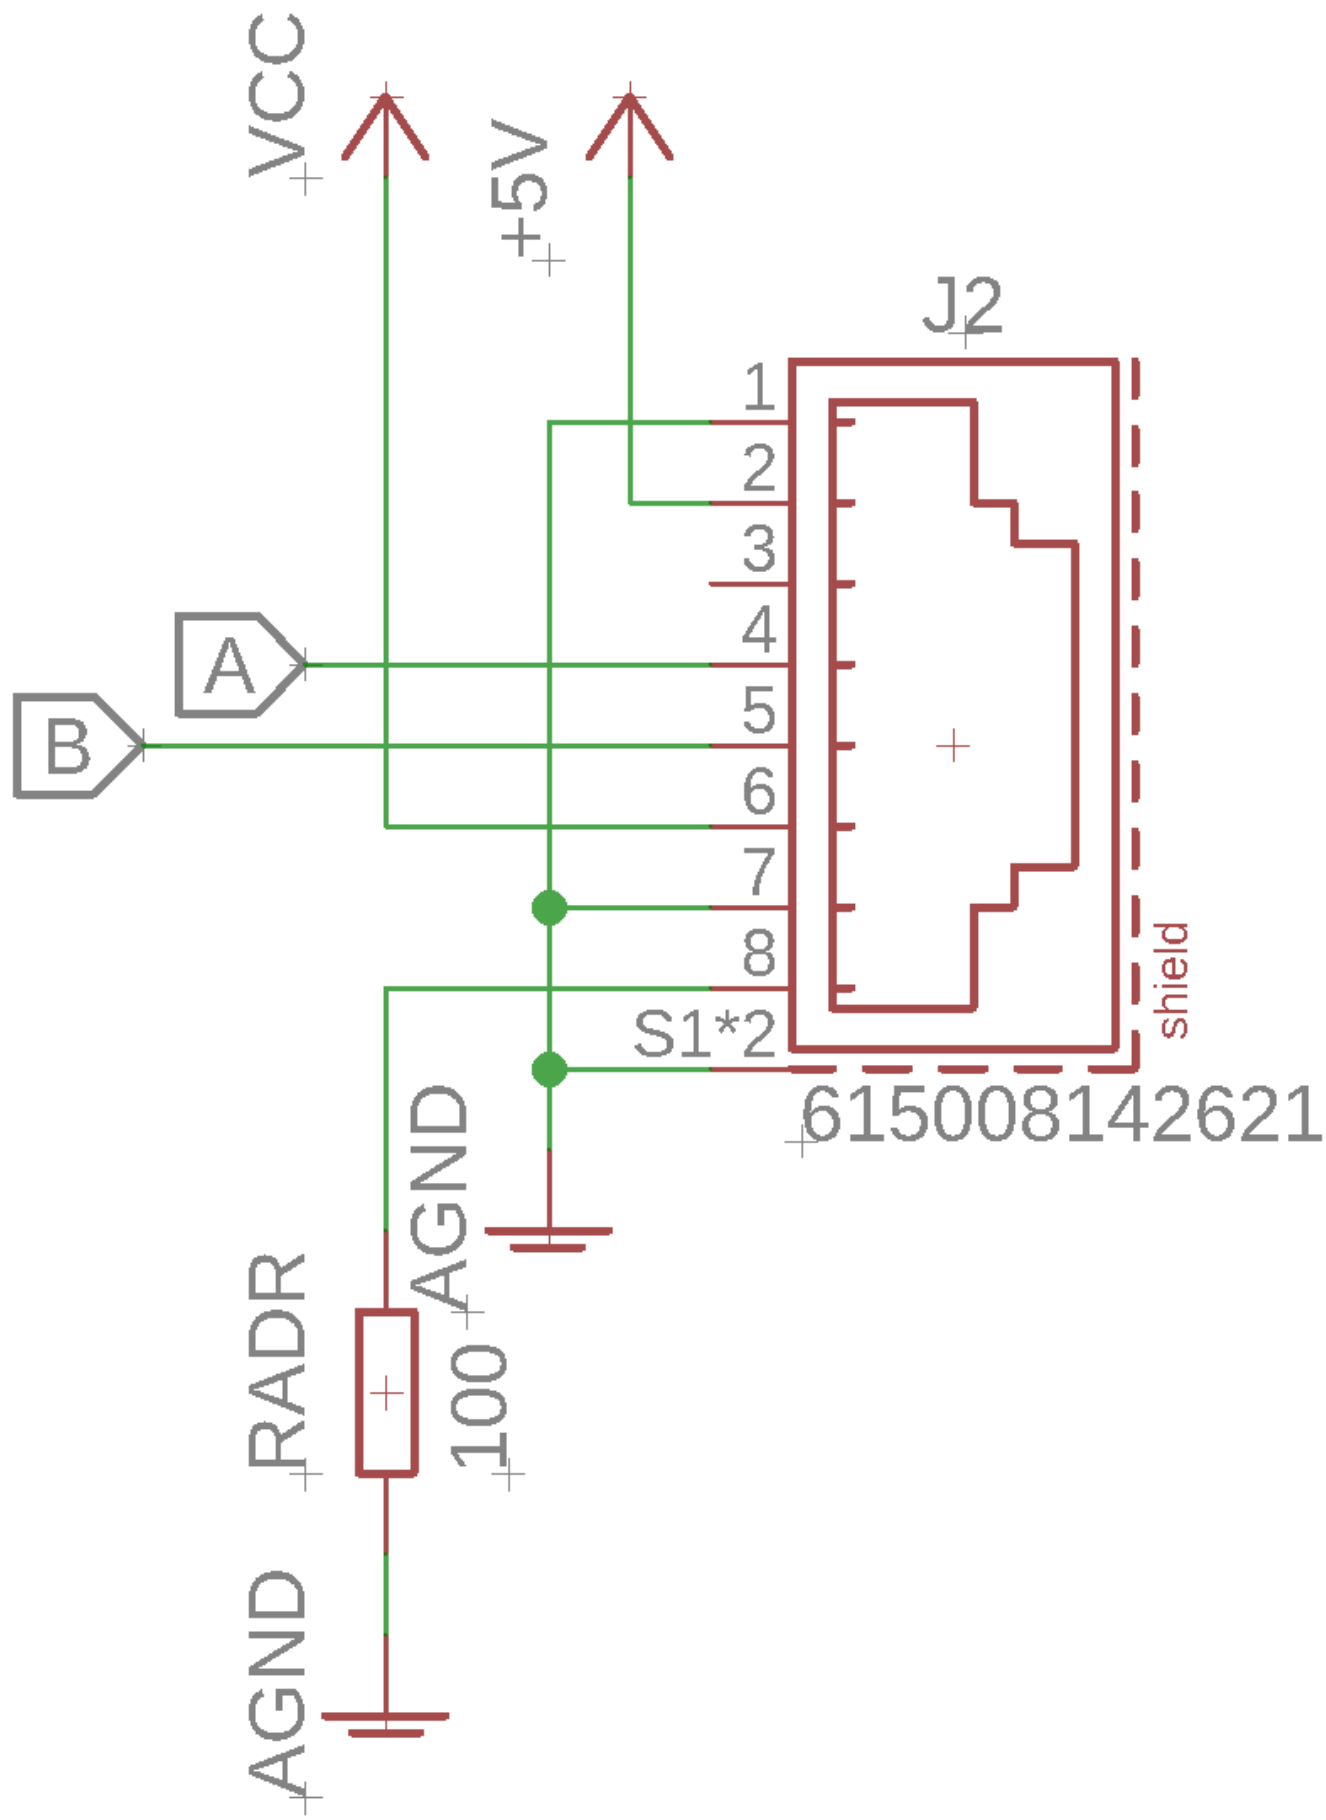 VCC
+5V
J2
1
2
3
4
5
6
7
8
S1*2
A
B
shield
615008142621
AGND
RADR
100
AGND